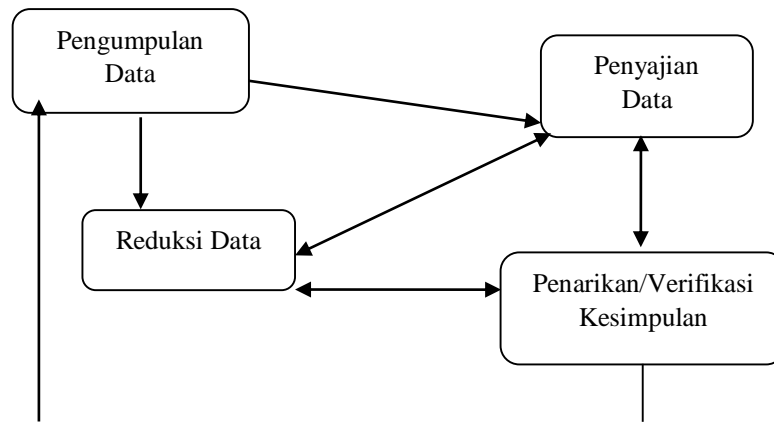 Pengumpulan
Data
Penyajian
Data
Reduksi Data
Penarikan/Verifikasi
Kesimpulan